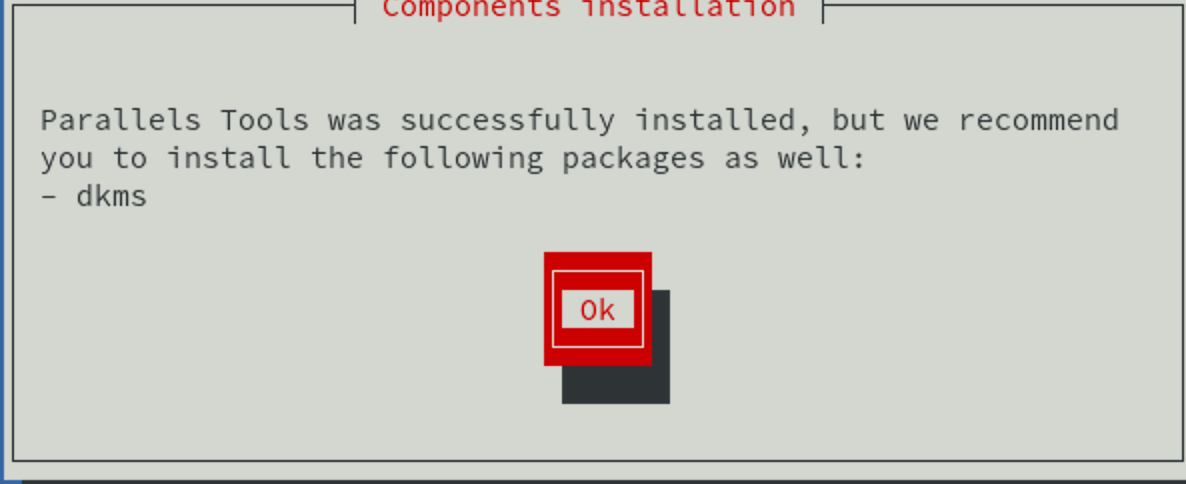 Components installation
Parallels Tools was successfully installed, but we recommend
you to install the following packages as well:
- dkms
Ok